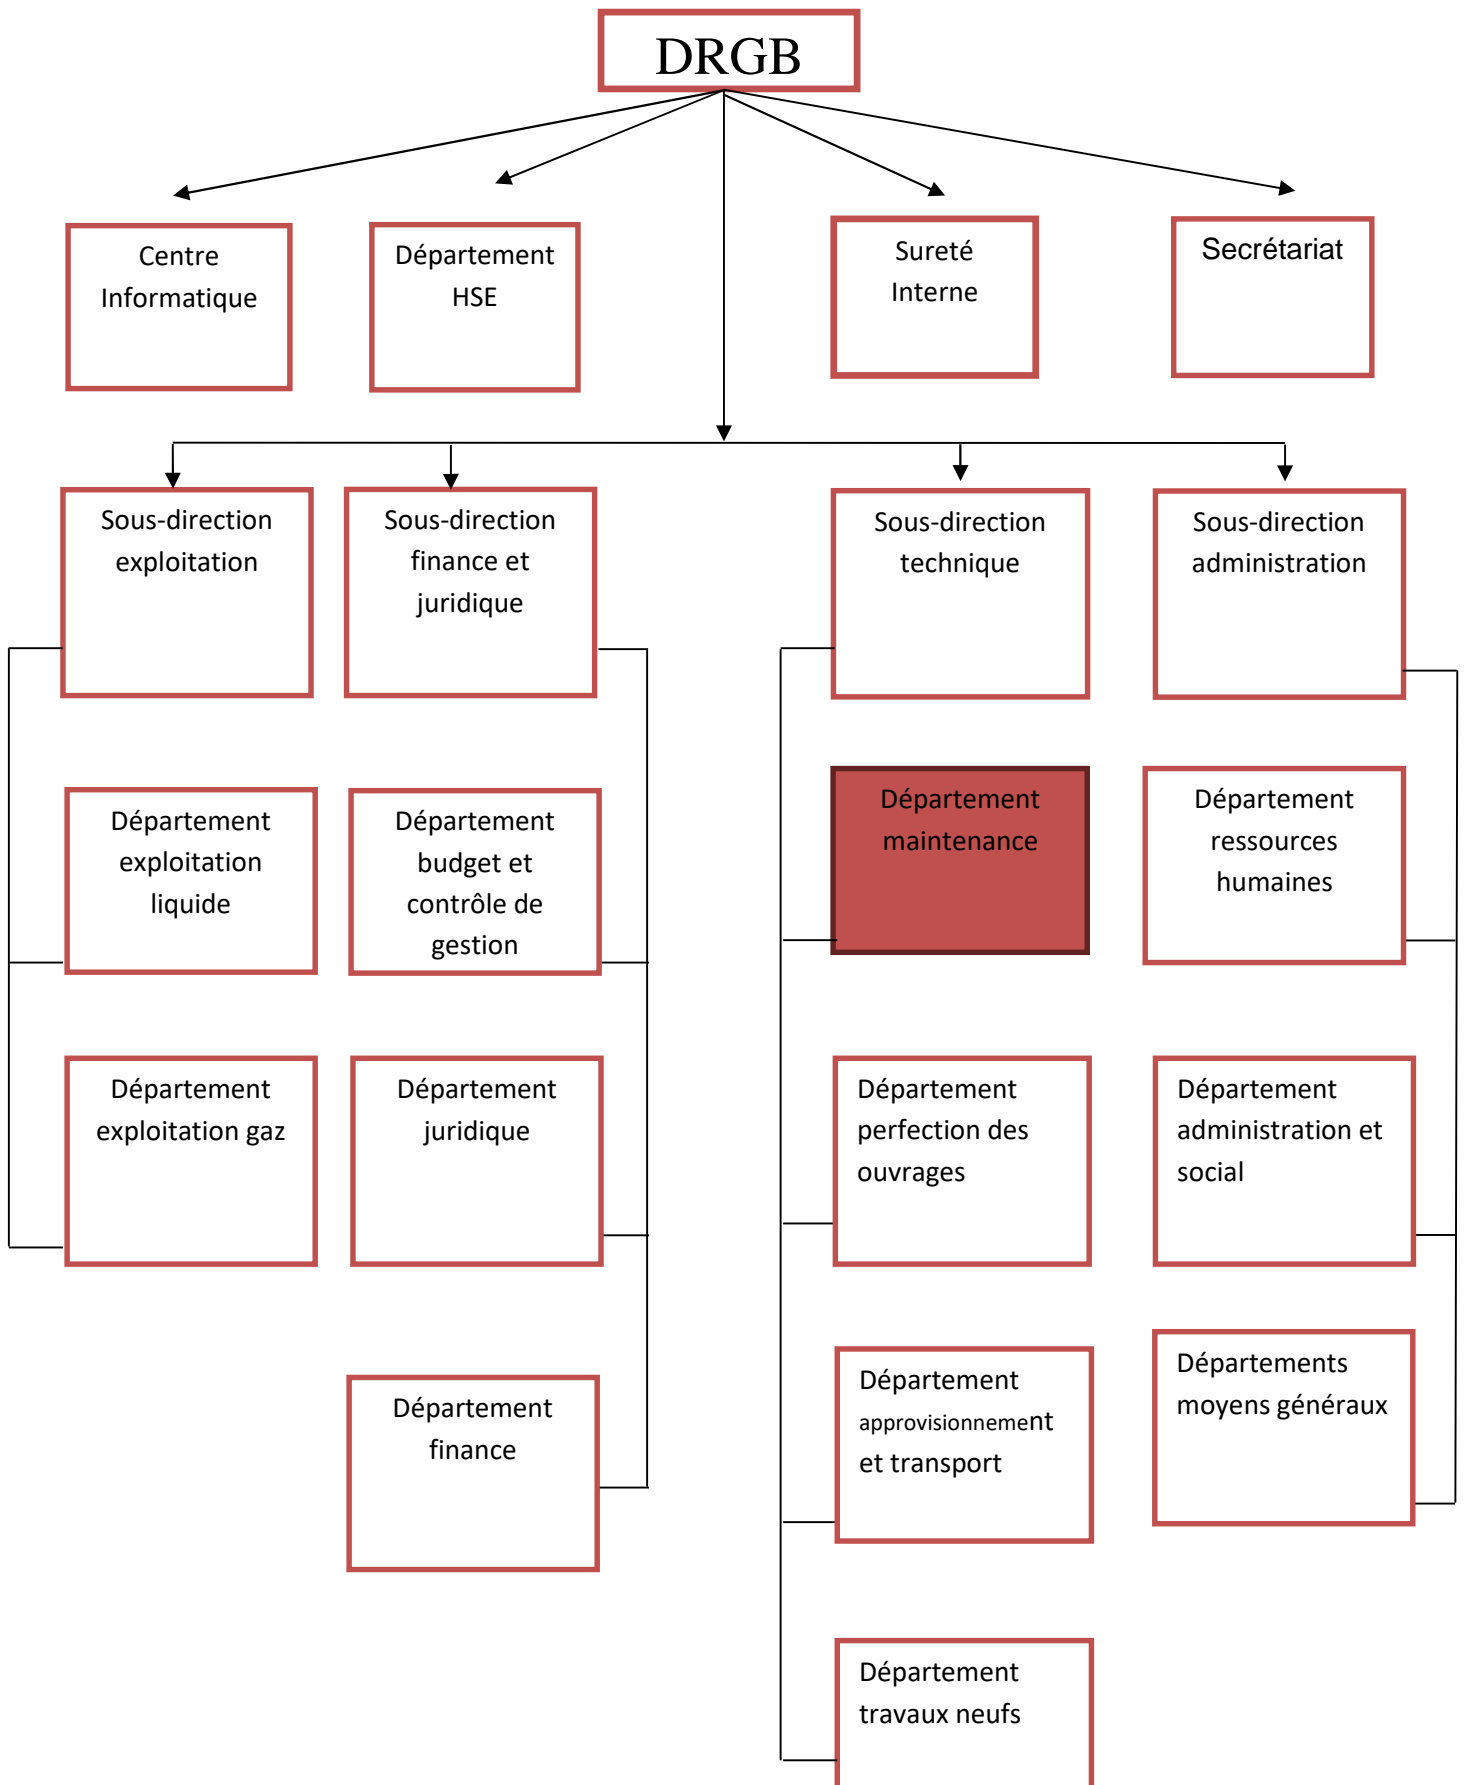 DRGB
Centre
Informatique
Département
HSE
Sureté
Interne
Secrétariat
Sous-direction
exploitation
Sous-direction
finance et
juridique
Sous-direction
technique
Sous-direction
administration
Département
exploitation
liquide
Département
budget et
contrôle de
gestion
Département
maintenance
Département
ressources
humaines
Département
exploitation gaz
Département
juridique
Département
perfection des
ouvrages
Département
administration et
social
Département
finance
Département
approvisionnement
et transport
Départements
moyens généraux
Département
travaux neufs